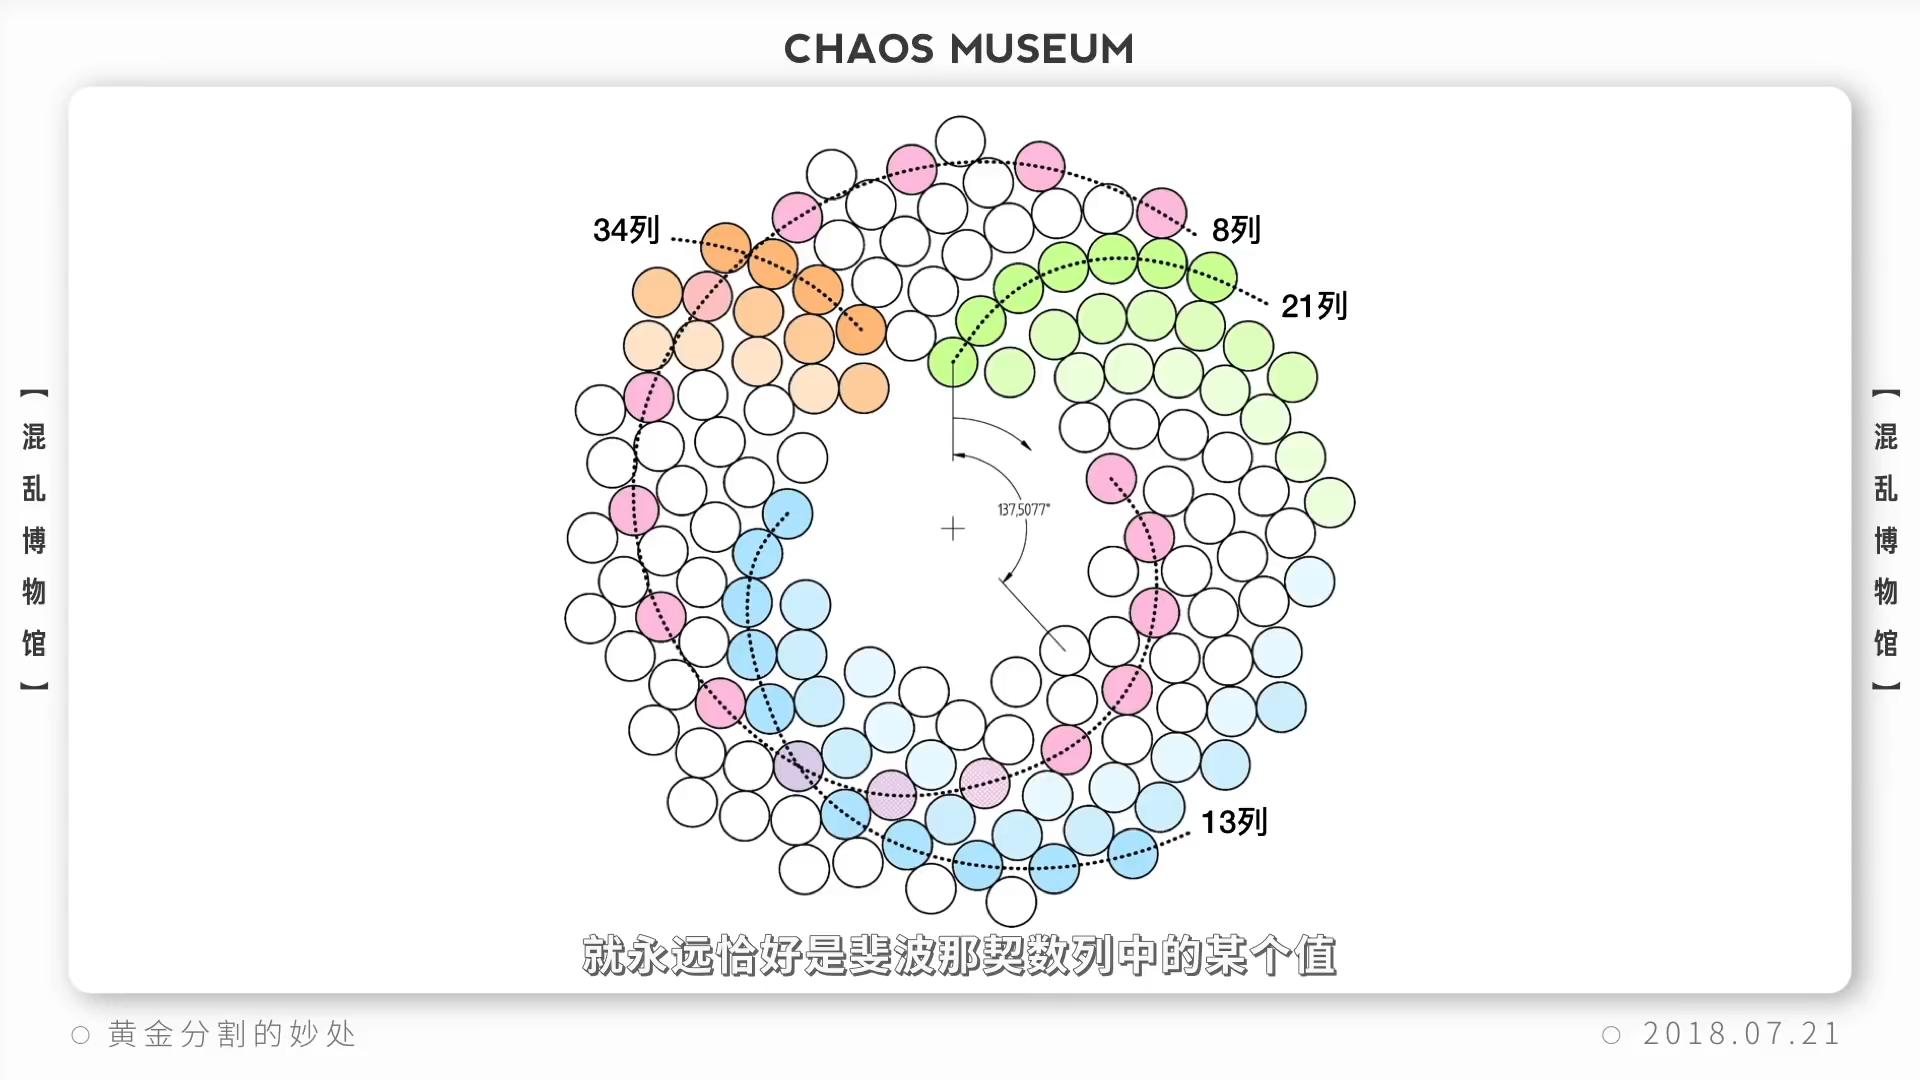 CHAOS MUSEUM
34列
8列
21列
137,5077°
13列
【混乱博物馆】
【混乱博物馆】
就永远恰好是斐波那契数列中的某个值
黄金分割的妙处
2018.07.21